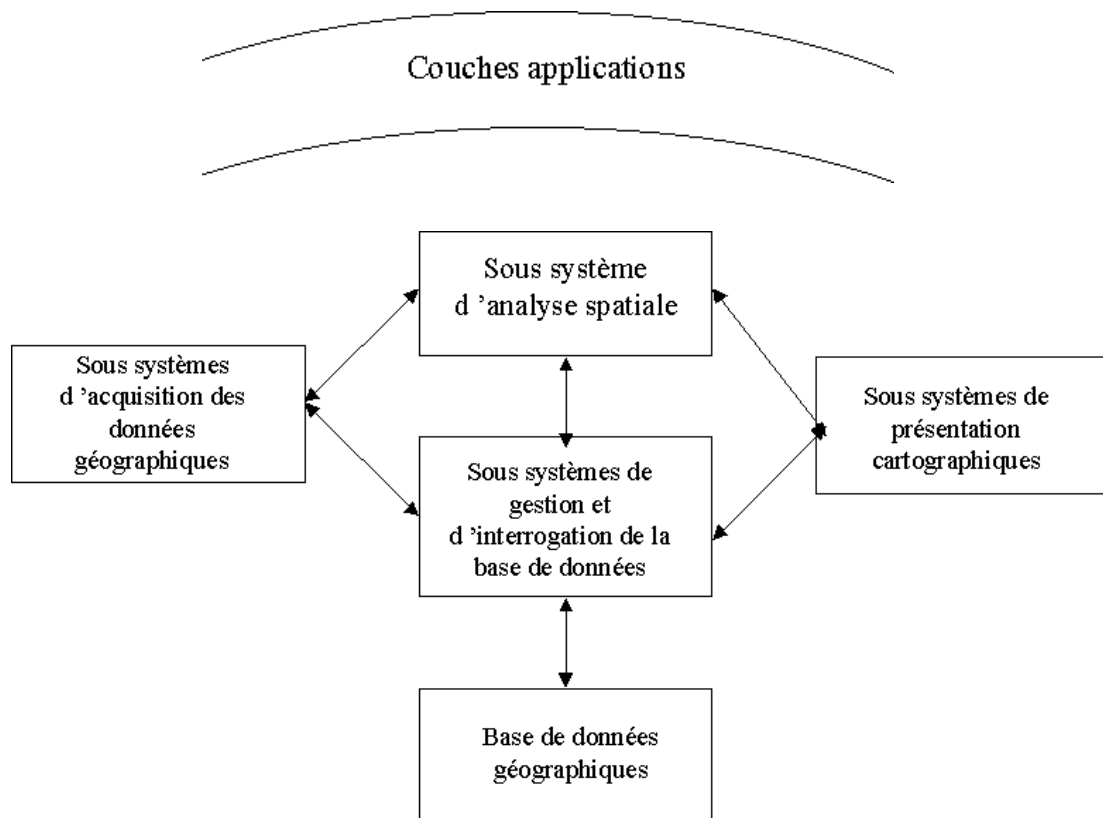 Couches applications
Sous système
d ’analyse spatiale
Sous systèmes
d ’acquisition des
données
géographiques
Sous systèmes de
présentation
cartographiques
Sous systèmes de
gestion et
d ’interrogation de la
base de données
Base de données
géographiques